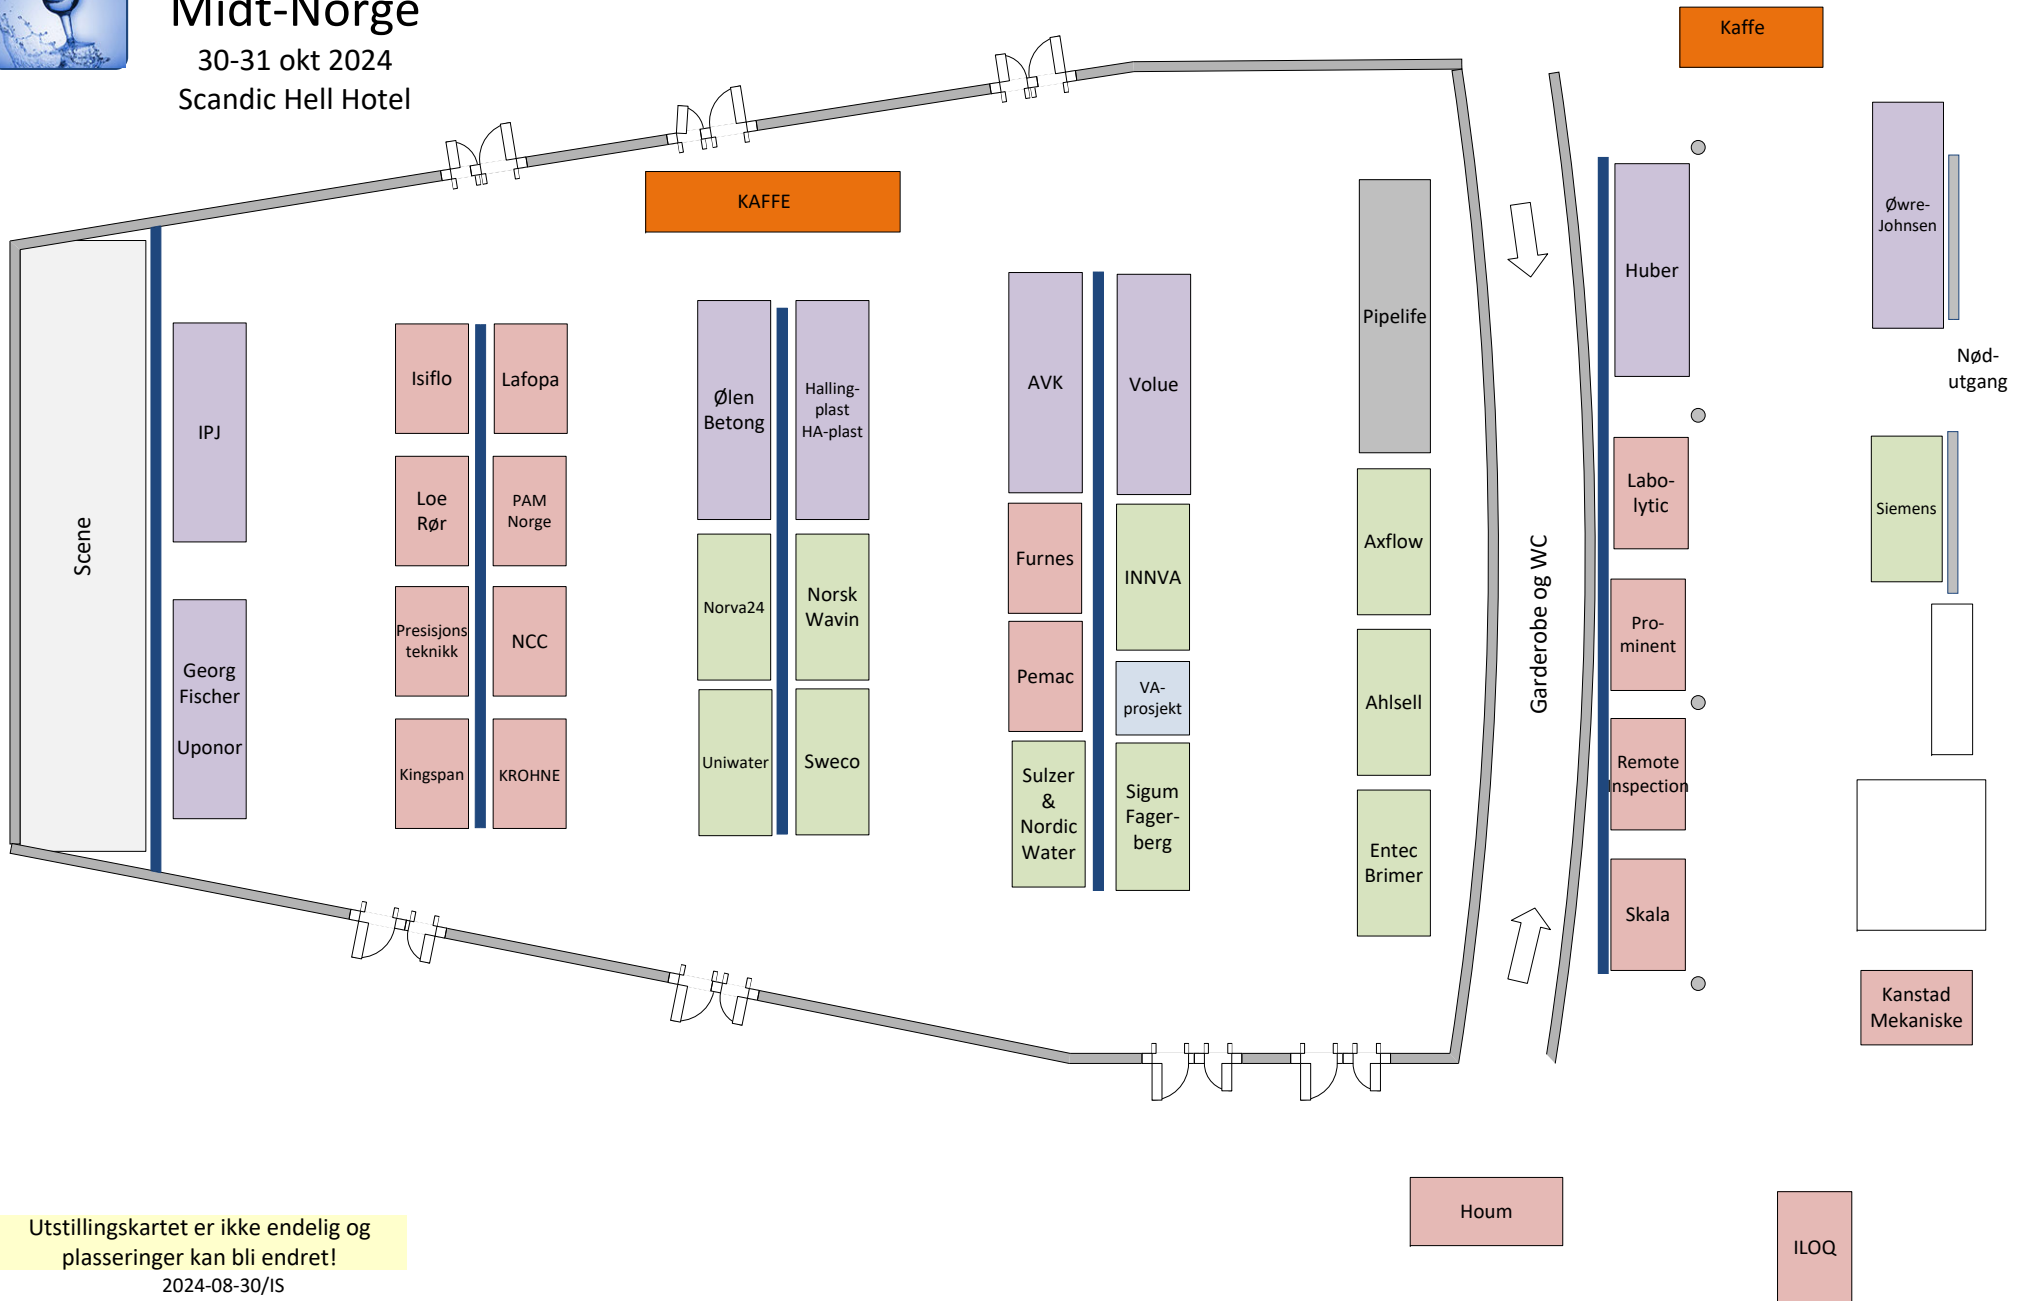 Midt-Norge
30-31 okt 2024
Scandic Hell Hotel
Kaffe
KAFFE
Øwre-
Johnsen
Huber
Nød-
utgang
Pipelife
Scene
IPJ
Georg
Fischer
Uponor
Isiflo
Lafopa
Loe
Rør
PAM
Norge
Presisjons
teknikk
NCC
Kingspan
KROHNE
Ølen
Betong
Halling-
plast
HA-plast
Norva24
Norsk
Wavin
Uniwater
Sweco
AVK
Volue
Furnes
INNVA
Pemac
VA-
prosjekt
Sulzer
&
Nordic
Water
Sigum
Fager-
berg
Axflow
Ahlsell
Entec
Brimer
Garderobe og WC
Labo-
lytic
Siemens
Pro-
minent
Remote
Inspection
Skala
Kanstad
Mekaniske
Houm
ILOQ
Utstillingskartet er ikke endelig og
plasseringer kan bli endret!
2024-08-30/IS